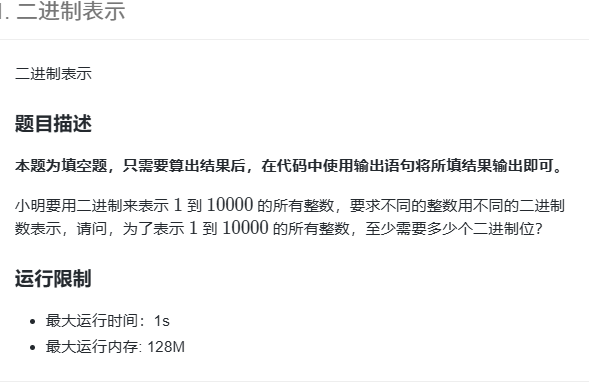 1. 二进制表示
二进制表示
题目描述
本题为填空题，只需要算出结果后，在代码中使用输出语句将所填结果输出即可。
小明要用二进制来表示 1 到 10000 的所有整数，要求不同的整数用不同的二进制
数表示，请问，为了表示 1 到 10000 的所有整数，至少需要多少个二进制位？
运行限制
• 最大运行时间：1s
• 最大运行内存: 128M